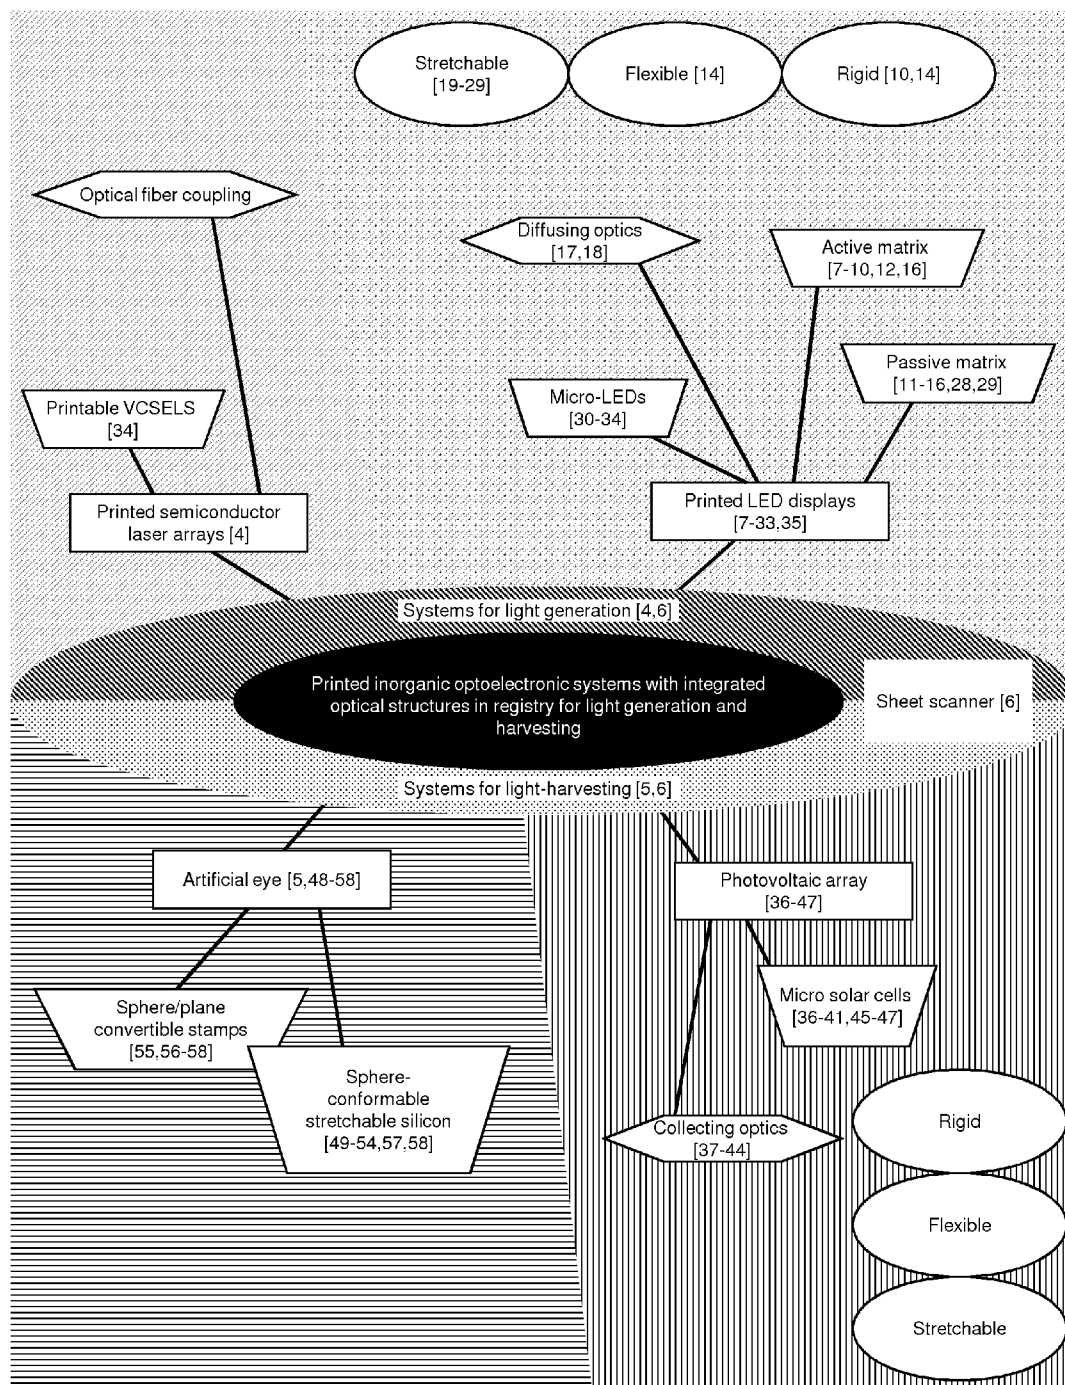 Stretchable
[19-29]
Flexible [14]
Rigid [10,14]
Optical fiber coupling
Diffusing optics
[17,18]
Active matrix
[7-10,12,16]
Passive matrix
[11-16,28,29]
Micro-LEDs
[30-34]
Printable VCSELS
[34]
Printed semiconductor
laser arrays [4]
Printed LED displays
[7-33,35]
Systems for light generation [4,6]
Printed inorganic optoelectronic systems with integrated
optical structures in registry for light generation and
harvesting
Sheet scanner [6]
Systems for light-harvesting [5,6]
Artificial eye [5,48-58]
Photovoltaic array
[36-47]
Sphere/plane
convertible stamps
[55,56-58]
Micro solar cells
[36-41,45-47]
Sphere-
conformable
stretchable silicon
[49-54,57,58]
Collecting optics
[37-44]
Rigid
Flexible
Stretchable